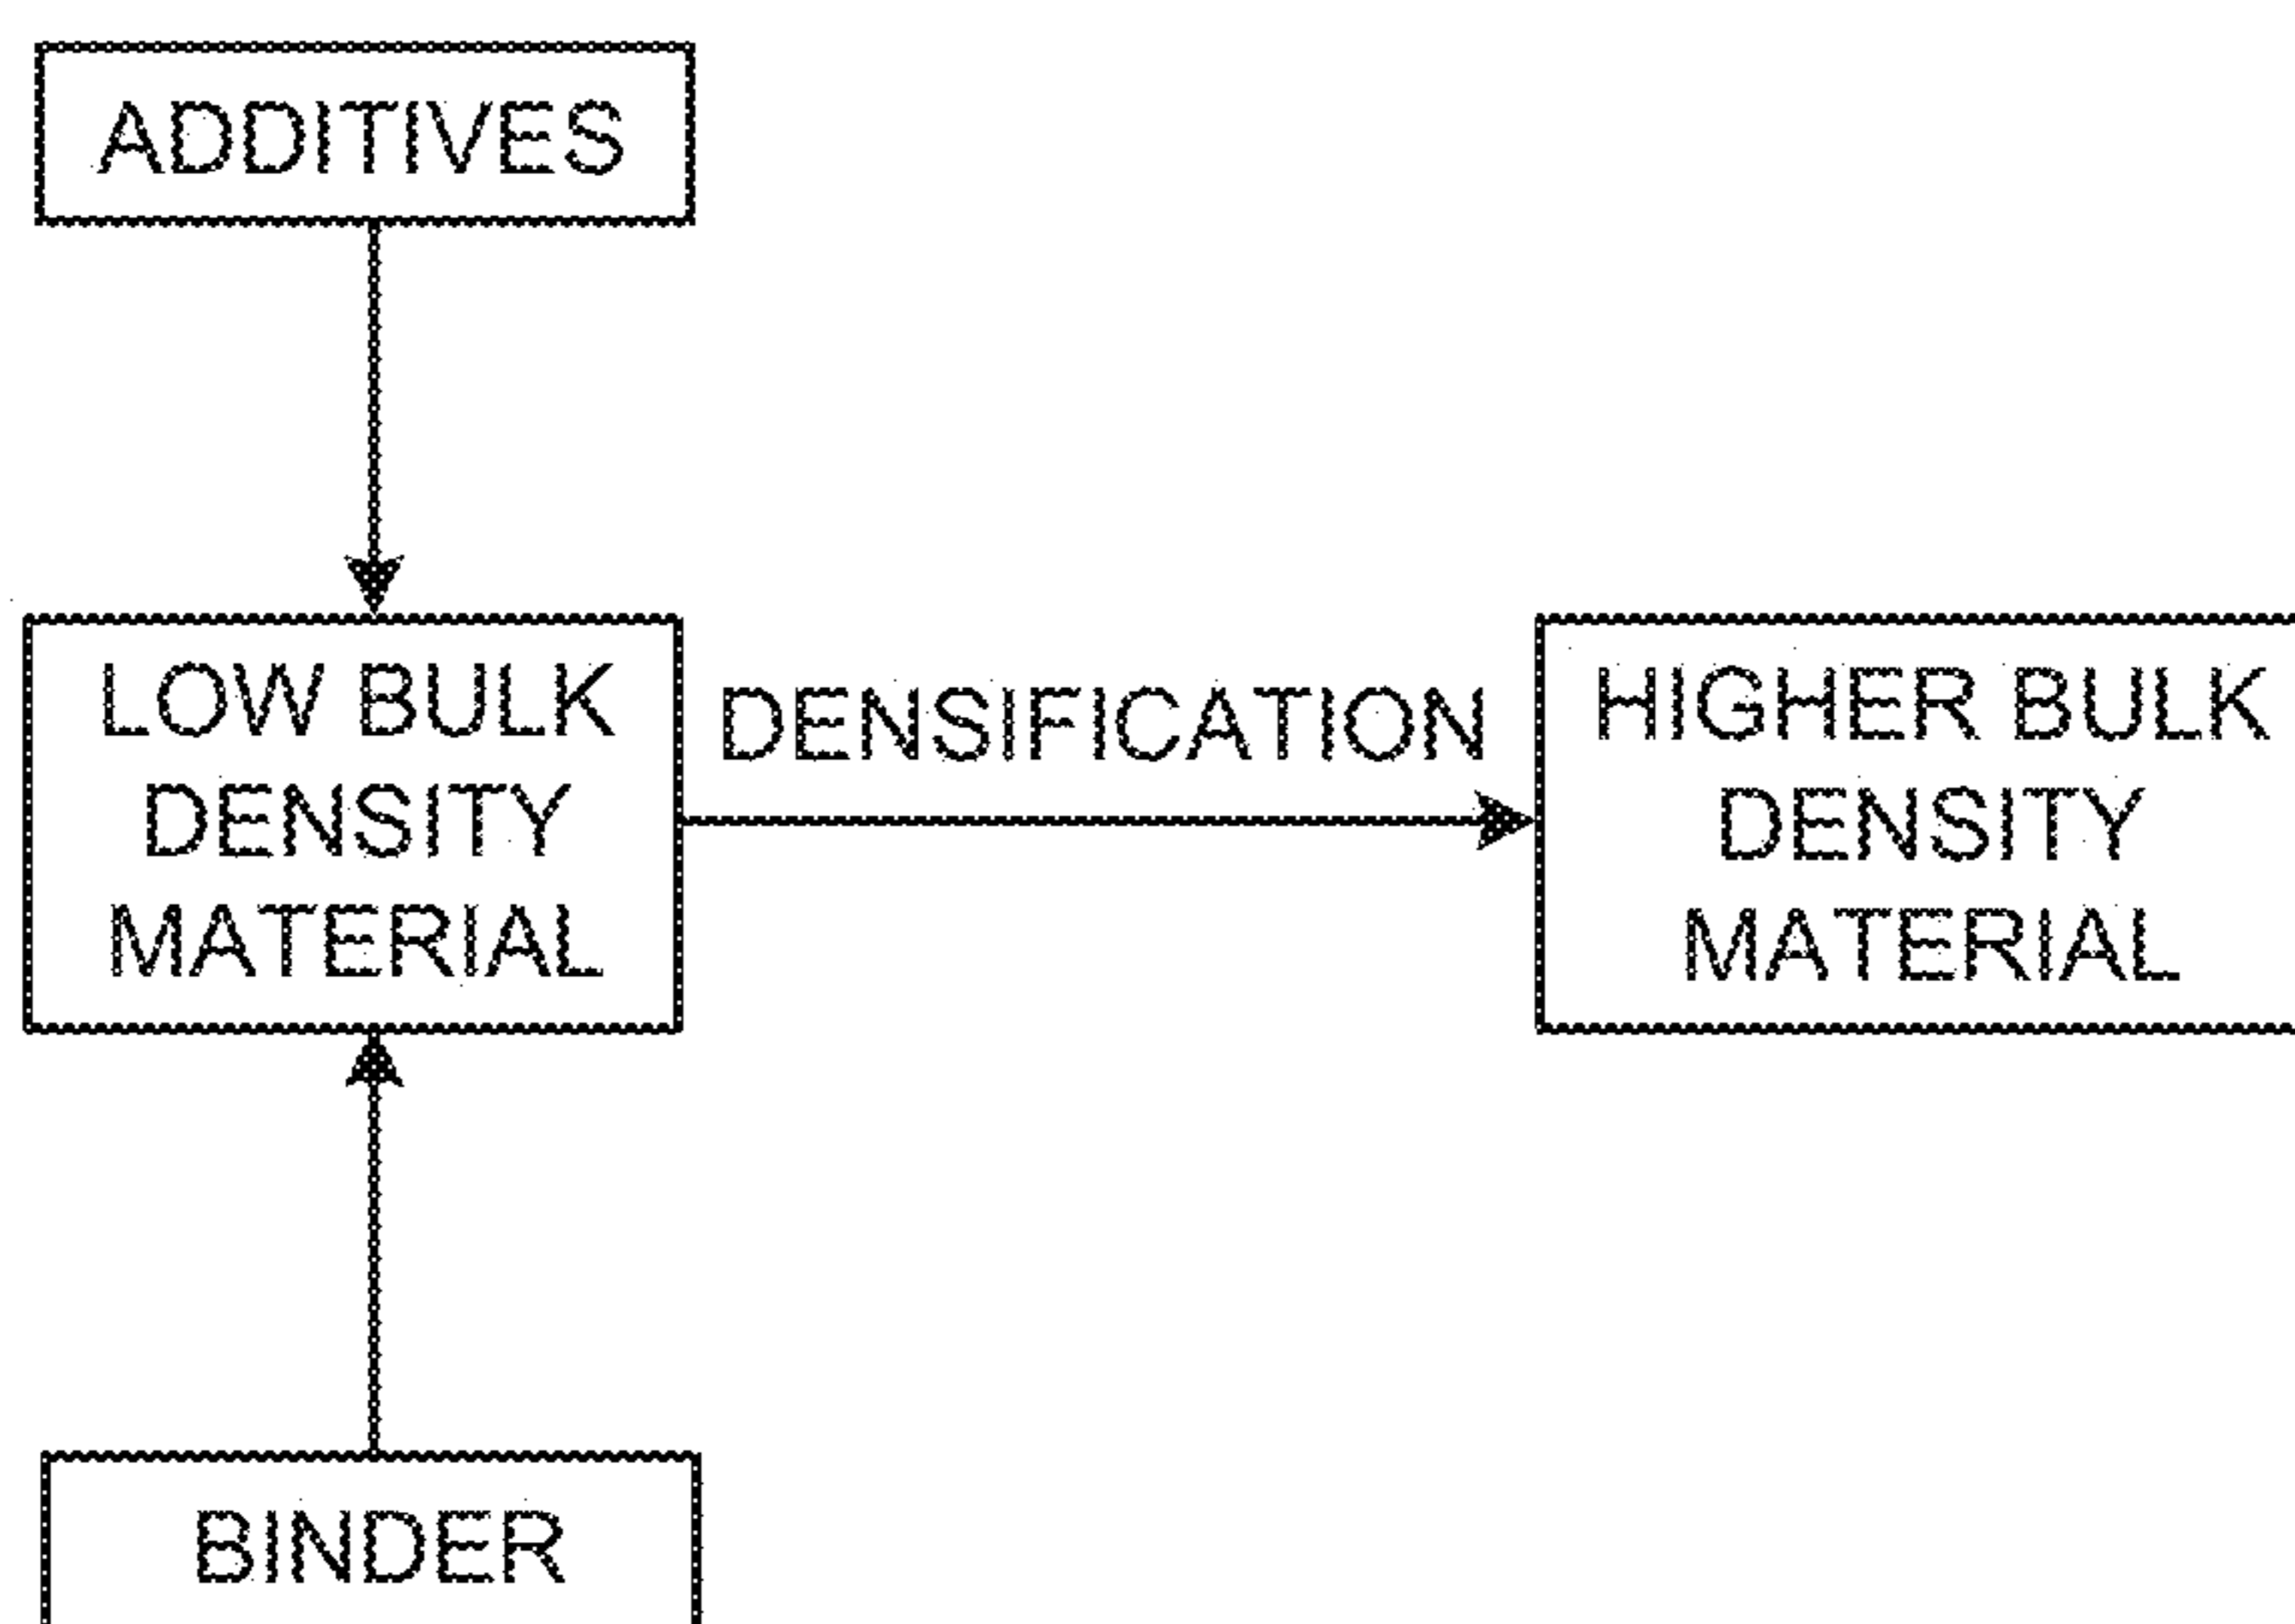 ADDITIVES
LOW BULK
DENSITY
MATERIAL
DENSIFICATION
HIGHER BULK
DENSITY
MATERIAL
BINDER